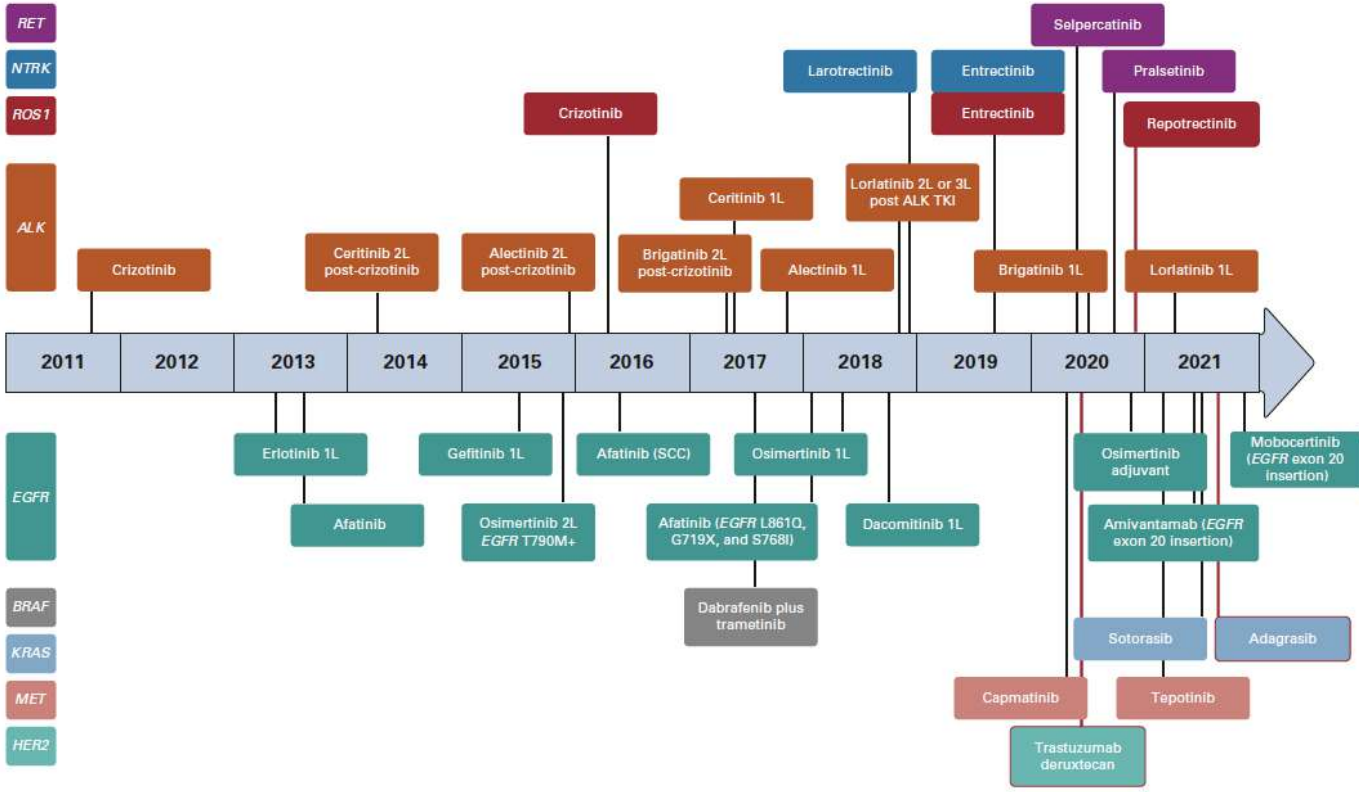 RET
Selpercatinib
NTRK
Larotrectinib
Entrectinib
Pralsetinib
ROS1
Crizotinib
Entrectinib
Repotrectinib
ALK
Ceritinib 1L
Lorlatinib 2L or 3L
post ALK TKI
Crizotinib
Ceritinib 2L
post-crizotinib
Alectinib 2L
post-crizotinib
Brigatinib 2L
post-crizotinib
Alectinib 1L
Brigatinib 1L
Lorlatinib 1L
2011
2012
2013
2014
2015
2016
2017
2018
2019
2020
2021
EGFR
Erlotinib 1L
Gefitinib 1L
Afatinib (SCC)
Osimertinib 1L
Osimertinib
adjuvant
Mobocertinib
(EGFR exon 20
insertion)
Afatinib
Osimertinib 2L
EGFR T790M+
Afatinib (EGFR L861Q,
G719X, and S768I)
Dacomitinib 1L
Amivantamab (EGFR
exon 20 insertion)
BRAF
Dabrafenib plus
trametinib
KRAS
Sotorasib
Adagrasib
MET
Capmatinib
Tepotinib
HER2
Trastuzumab
deruxtecan